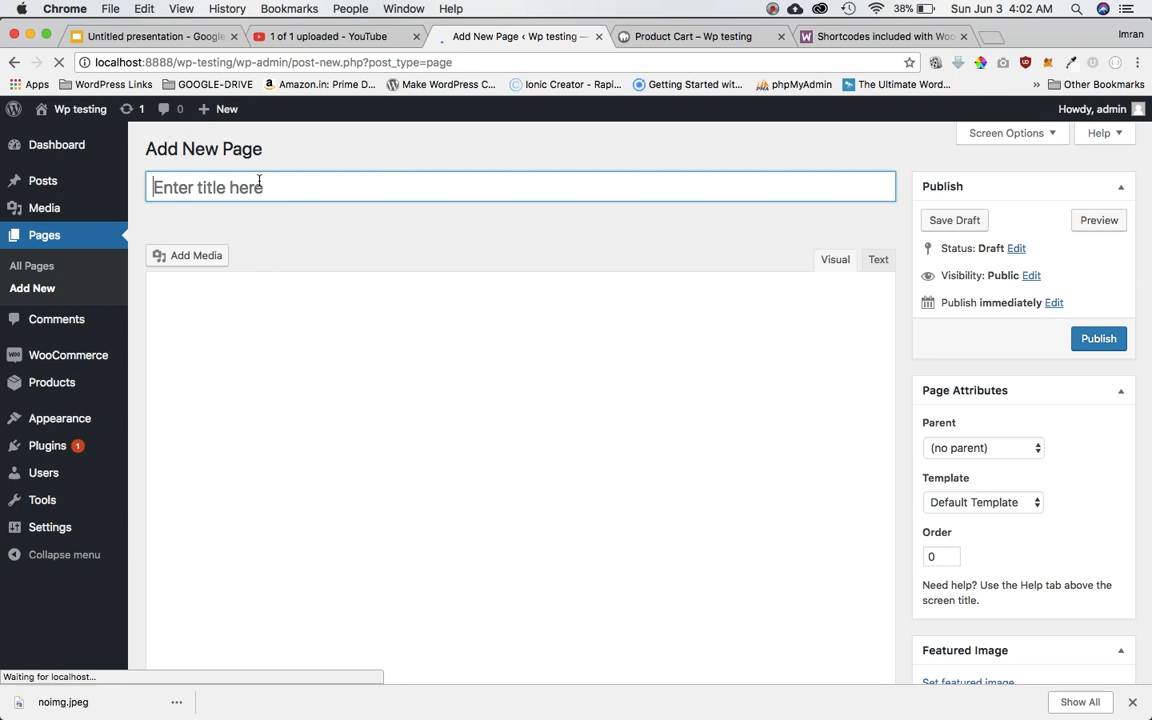 Chrome File Edit View History Bookmarks People Window Help 38% Sun Jun 3 4:02 AM
Untitled presentation - Google 1 of 1 uploaded - YouTube Add New Page ‹ Wp testing — Product Cart – Wp testing Shortcodes included with Woo Imran
localhost:8888/wp-testing/wp-admin/post-new.php?post_type=page
Apps WordPress Links GOOGLE-DRIVE Amazon.in: Prime D... Make WordPress C... Ionic Creator - Rapi... Getting Started wit... phpMyAdmin The Ultimate Word... » Other Bookmarks
Wp testing 1 0 New Howdy, admin
Screen Options Help
Dashboard
Posts
Media
Pages
All Pages
Add New
Comments
WooCommerce
Products
Appearance
Plugins 1
Users
Tools
Settings
Collapse menu
Add New Page
Enter title here
Add Media
Visual Text
Publish
Save Draft Preview
Status: Draft Edit
Visibility: Public Edit
Publish immediately Edit
Publish
Page Attributes
Parent
(no parent)
Template
Default Template
Order
0
Need help? Use the Help tab above the
screen title.
Featured Image
Set featured image
Waiting for localhost...
noimg.jpeg Show All